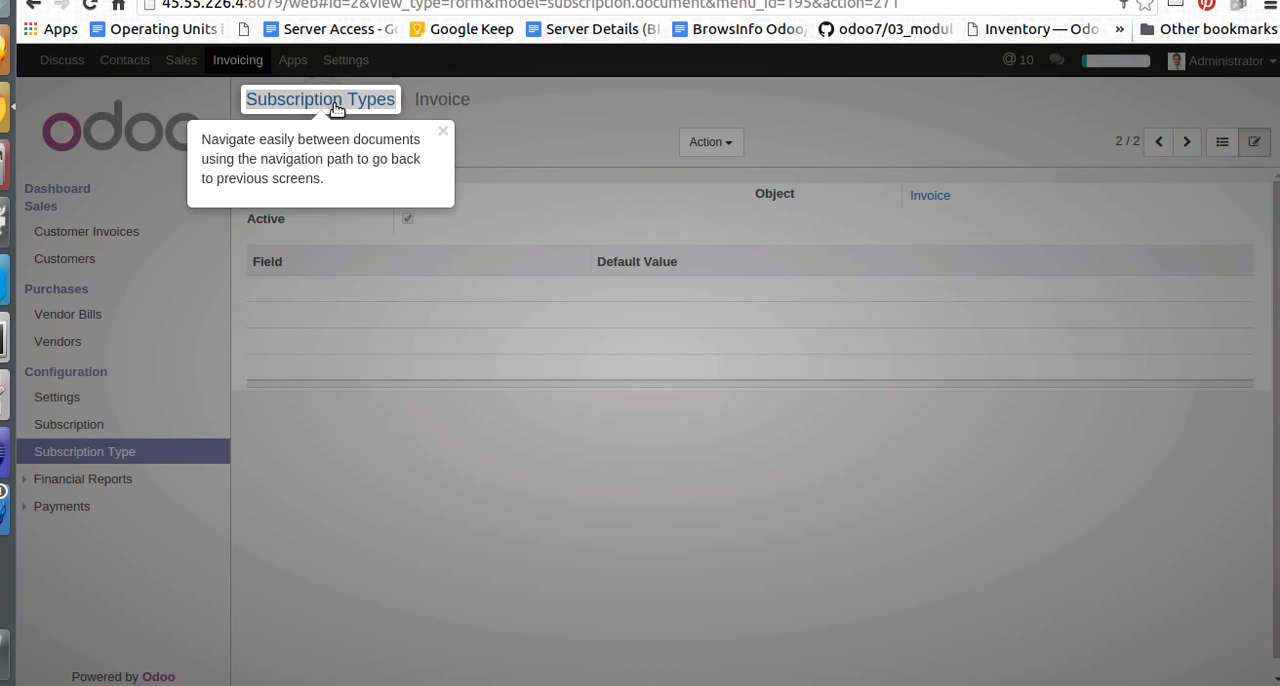 45.55.226.4:8079/web#id=2&view_type=form&model=subscription.document&menu_id=195&action=271
Apps Operating Units i Server Access - Go Google Keep Server Details (BI BrowsInfo Odoo/ odoo7/03_modul Inventory — Odo » Other bookmarks
Discuss Contacts Sales Invoicing Apps Settings @ 10 Administrator
odoo
Subscription Types Invoice
Navigate easily between documents
using the navigation path to go back
to previous screens.
×
Action
2 / 2
Object Invoice
Active
Field Default Value
Dashboard
Sales
Customer Invoices
Customers
Purchases
Vendor Bills
Vendors
Configuration
Settings
Subscription
Subscription Type
Financial Reports
Payments
Powered by Odoo